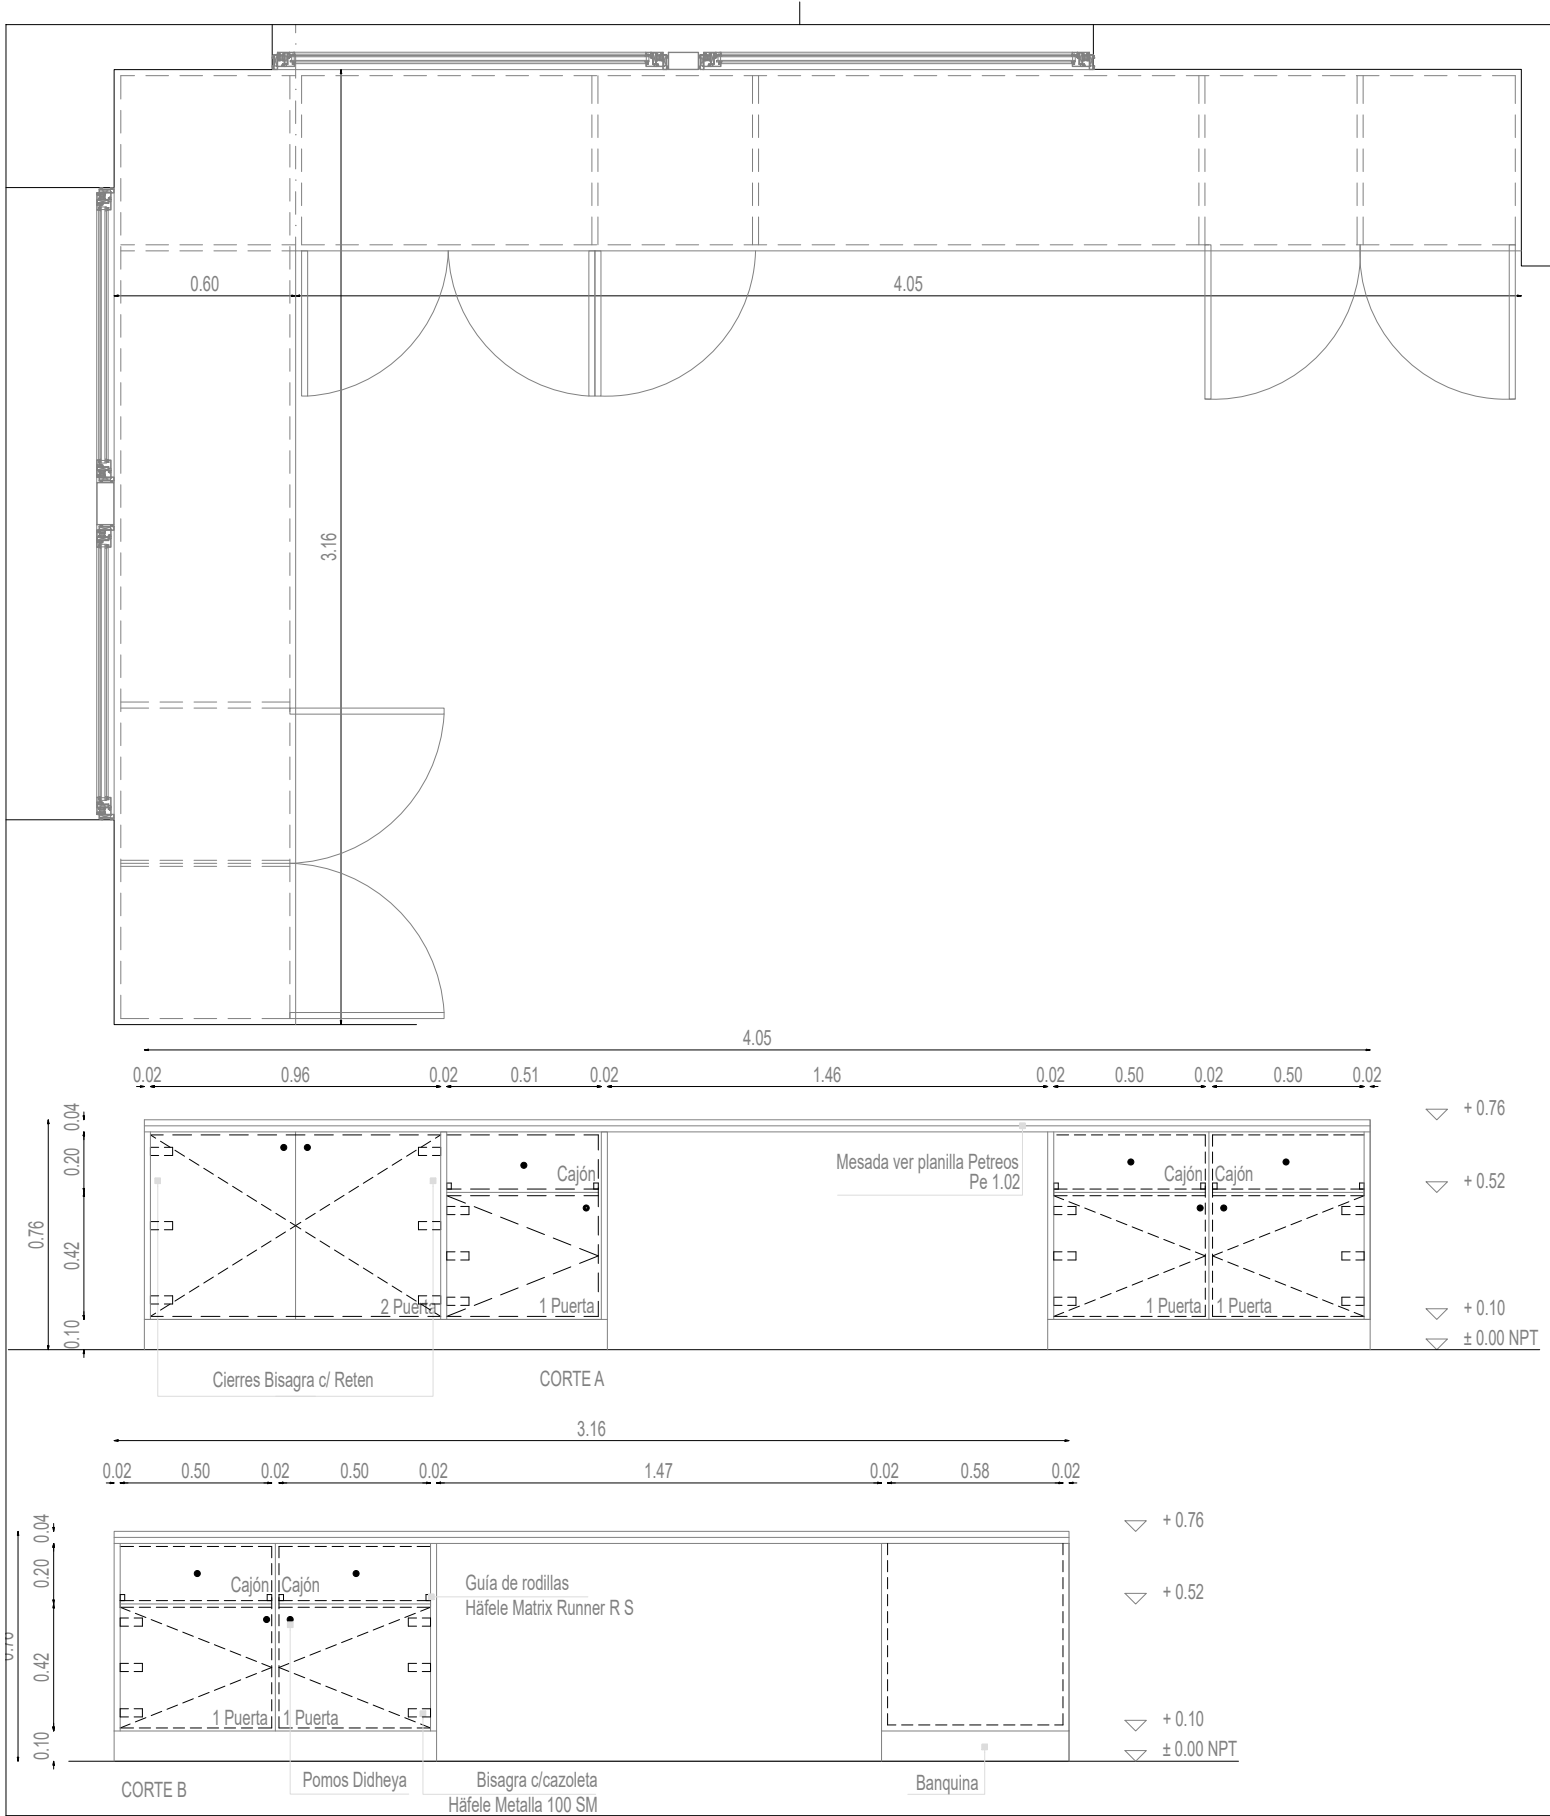 0.60
4.05
3.16
4.05
0.02 0.96 0.02 0.51 0.02 1.46 0.02 0.50 0.02 0.50 0.02
0.04
0.20
0.42
0.10
0.76
+ 0.76
+ 0.52
+ 0.10
± 0.00 NPT
Cajón
Mesada ver planilla Petreos
Pe 1.02
Cajón Cajón
2 Puerta
1 Puerta
1 Puerta 1 Puerta
Cierres Bisagra c/ Reten
CORTE A
3.16
0.02 0.50 0.02 0.50 0.02 1.47 0.02 0.58 0.02
0.04
0.20
0.42
0.10
0.76
+ 0.76
+ 0.52
+ 0.10
± 0.00 NPT
Cajón Cajón
Guía de rodillas
Häfele Matrix Runner R S
1 Puerta 1 Puerta
CORTE B
Pomos Didheya
Bisagra c/cazoleta
Häfele Metalla 100 SM
Banquina